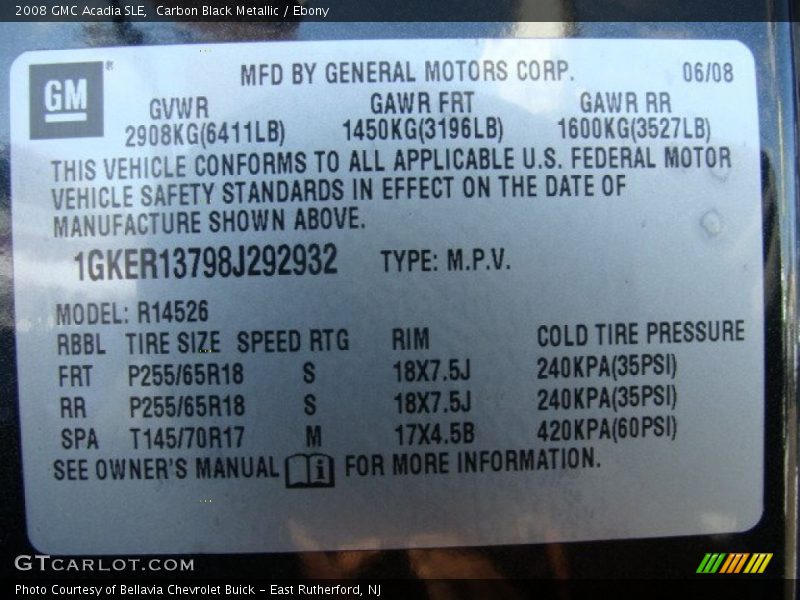 2008 GMC Acadia SLE, Carbon Black Metallic / Ebony
GM ® MFD BY GENERAL MOTORS CORP. 06/08
GVWR GAWR FRT GAWR RR
2908KG(6411LB) 1450KG(3196LB) 1600KG(3527LB)
THIS VEHICLE CONFORMS TO ALL APPLICABLE U.S. FEDERAL MOTOR
VEHICLE SAFETY STANDARDS IN EFFECT ON THE DATE OF
MANUFACTURE SHOWN ABOVE.
1GKER13798J292932 TYPE: M.P.V.
MODEL: R14526
RBBL TIRE SIZE SPEED RTG RIM COLD TIRE PRESSURE
FRT P255/65R18 S 18X7.5J 240KPA(35PSI)
RR P255/65R18 S 18X7.5J 240KPA(35PSI)
SPA T145/70R17 M 17X4.5B 420KPA(60PSI)
SEE OWNER'S MANUAL i FOR MORE INFORMATION.
GTCARLOT.COM
Photo Courtesy of Bellavia Chevrolet Buick - East Rutherford, NJ